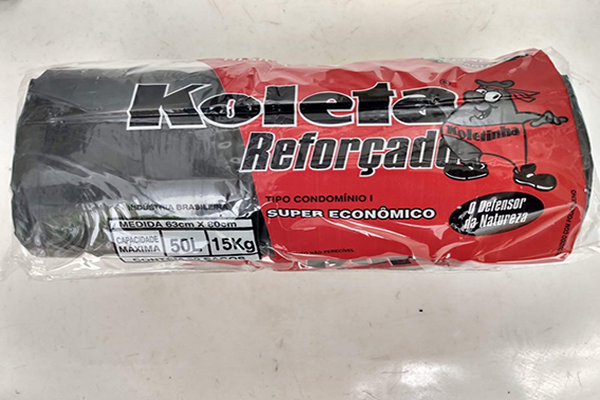 Koleta
Reforçado
Koletinha
INDÚSTRIA BRASILEIRA
TIPO CONDOMÍNIO I
SUPER ECONÔMICO
O Defensor
da Natureza
MEDIDA 63cm X 80cm
CAPACIDADE
MÁXIMA
50L
15Kg